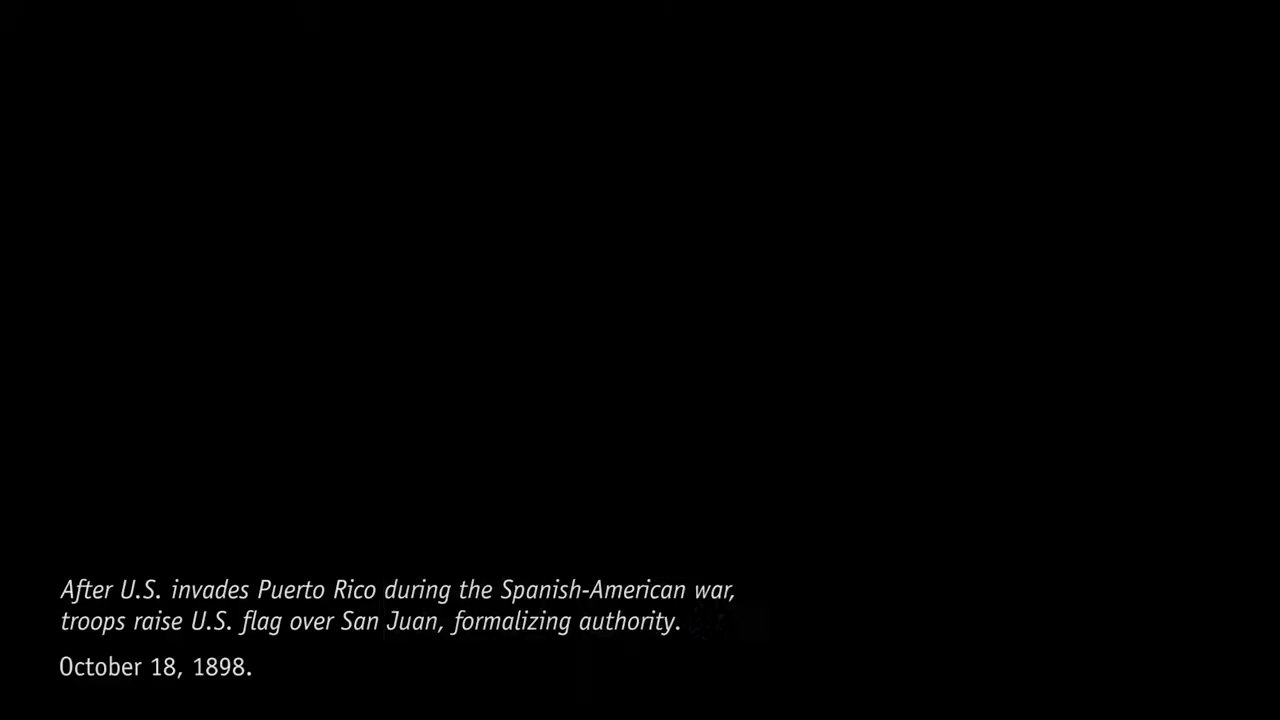 After U.S. invades Puerto Rico during the Spanish-American war,
troops raise U.S. flag over San Juan, formalizing authority.
October 18, 1898.